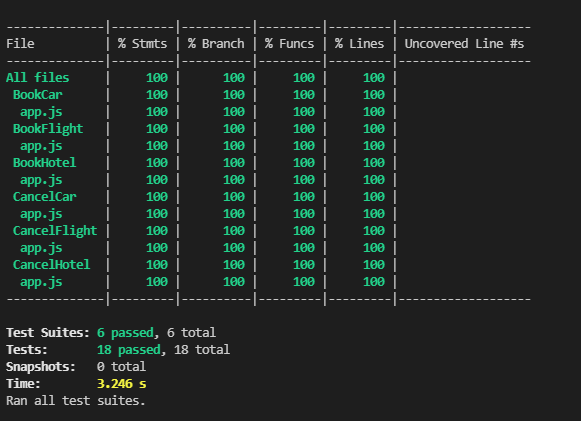 --------------|---------|----------|---------|---------|-------------------
File          | % Stmts | % Branch | % Funcs | % Lines | Uncovered Line #s
--------------|---------|----------|---------|---------|-------------------
All files     |     100 |      100 |     100 |     100 |
 BookCar      |     100 |      100 |     100 |     100 |
  app.js      |     100 |      100 |     100 |     100 |
 BookFlight   |     100 |      100 |     100 |     100 |
  app.js      |     100 |      100 |     100 |     100 |
 BookHotel    |     100 |      100 |     100 |     100 |
  app.js      |     100 |      100 |     100 |     100 |
 CancelCar    |     100 |      100 |     100 |     100 |
  app.js      |     100 |      100 |     100 |     100 |
 CancelFlight |     100 |      100 |     100 |     100 |
  app.js      |     100 |      100 |     100 |     100 |
 CancelHotel  |     100 |      100 |     100 |     100 |
  app.js      |     100 |      100 |     100 |     100 |
--------------|---------|----------|---------|---------|-------------------
Test Suites: 6 passed, 6 total
Tests:       18 passed, 18 total
Snapshots:   0 total
Time:        3.246 s
Ran all test suites.